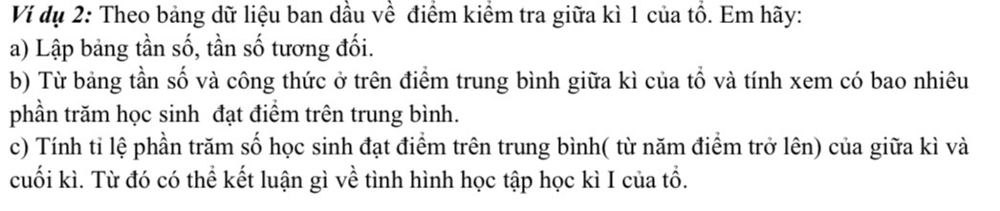 Ví dụ 2: Theo bảng dữ liệu ban dầu về điểm kiểm tra giữa kì 1 của tổ. Em hãy:
a) Lập bảng tần số, tần số tương đối.
b) Từ bảng tần số và công thức ở trên điểm trung bình giữa kì của tổ và tính xem có bao nhiêu
phần trăm học sinh đạt điểm trên trung bình.
c) Tính tỉ lệ phần trăm số học sinh đạt điểm trên trung bình( từ năm điểm trở lên) của giữa kì và
cuối kì. Từ đó có thể kết luận gì về tình hình học tập học kì I của tổ.